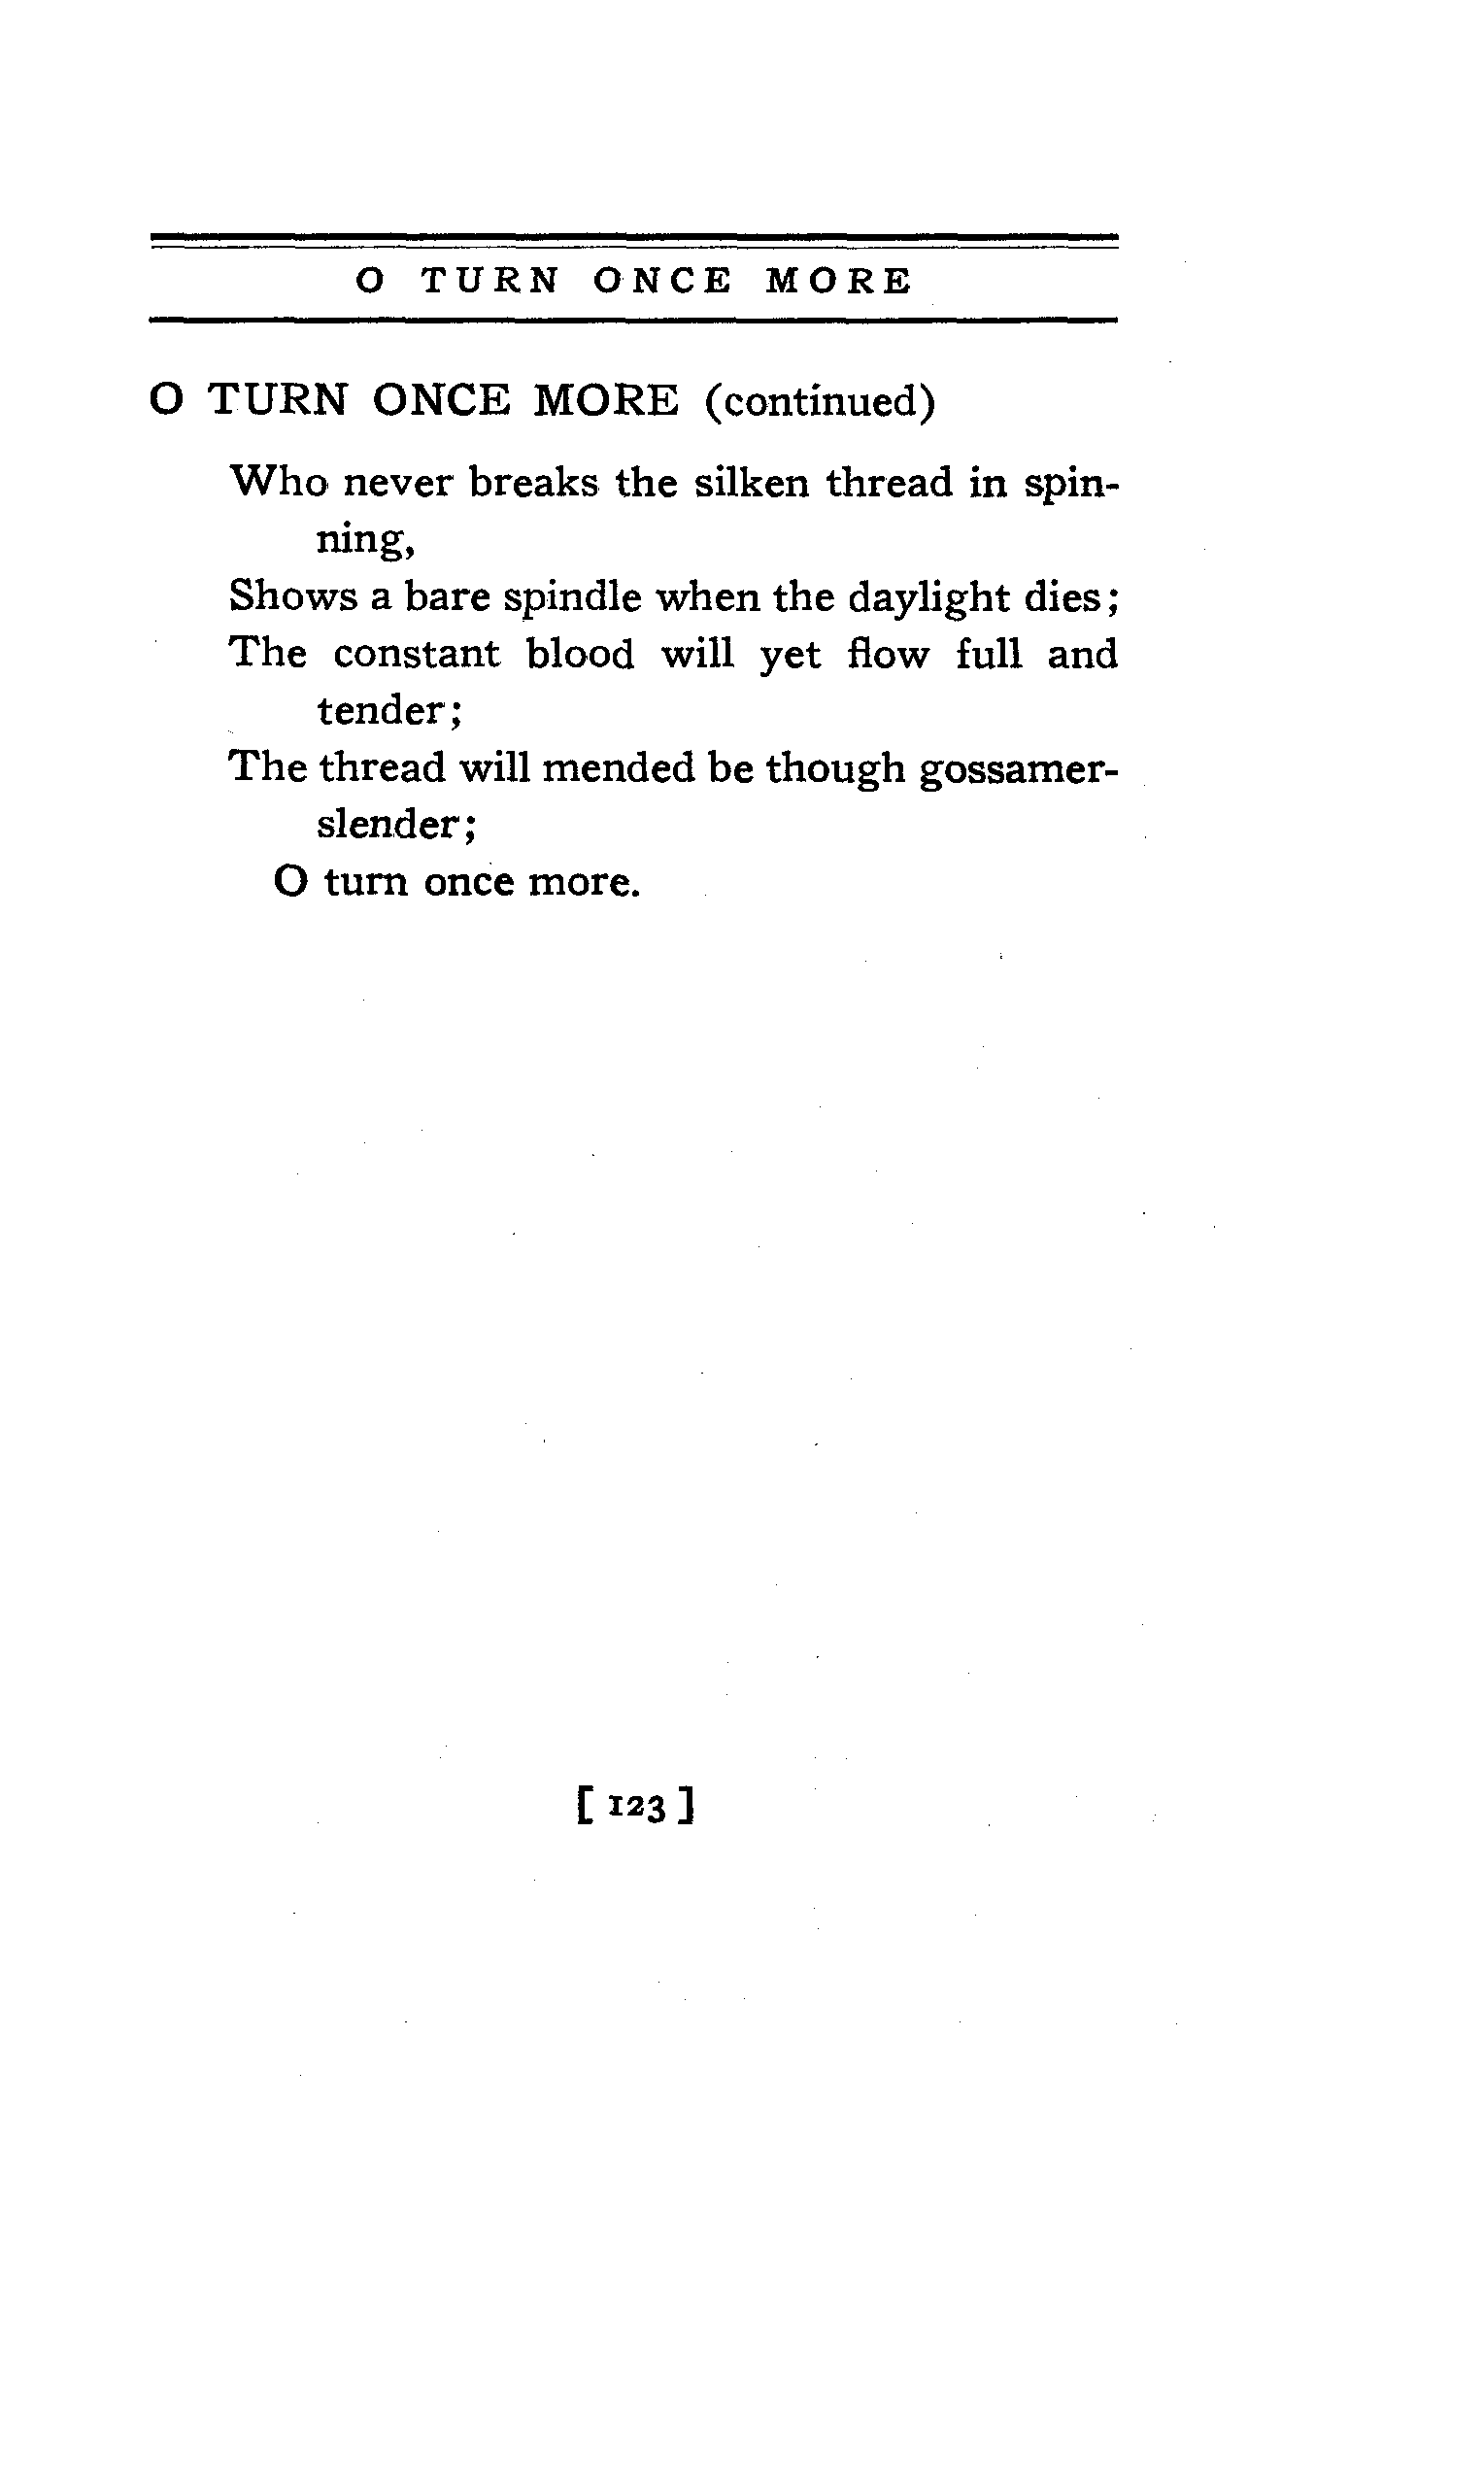 O TURN ONCE MORE
O TURN ONCE MORE (continued)
Who never breaks the silken thread in spin-
ning,
Shows a bare spindle when the daylight dies;
The constant blood will yet flow full and
tender;
The thread will mended be though gossamer-
slender;
O turn once more.
[ 123 ]